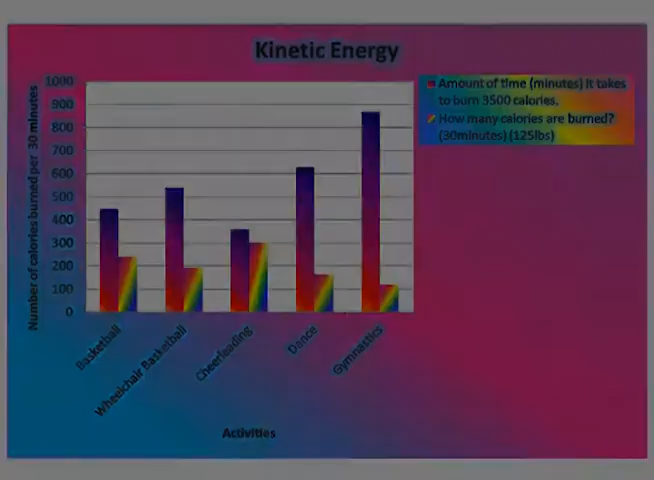 Kinetic Energy
Number of calories burned per 30 minutes
1000
900
800
700
600
500
400
300
200
100
0
Basketball
Wheelchair Basketball
Cheerleading
Dance
Gymnastics
Activities
Amount of time (minutes) it takes
to burn 3500 calories.
How many calories are burned?
(30minutes) (125lbs)